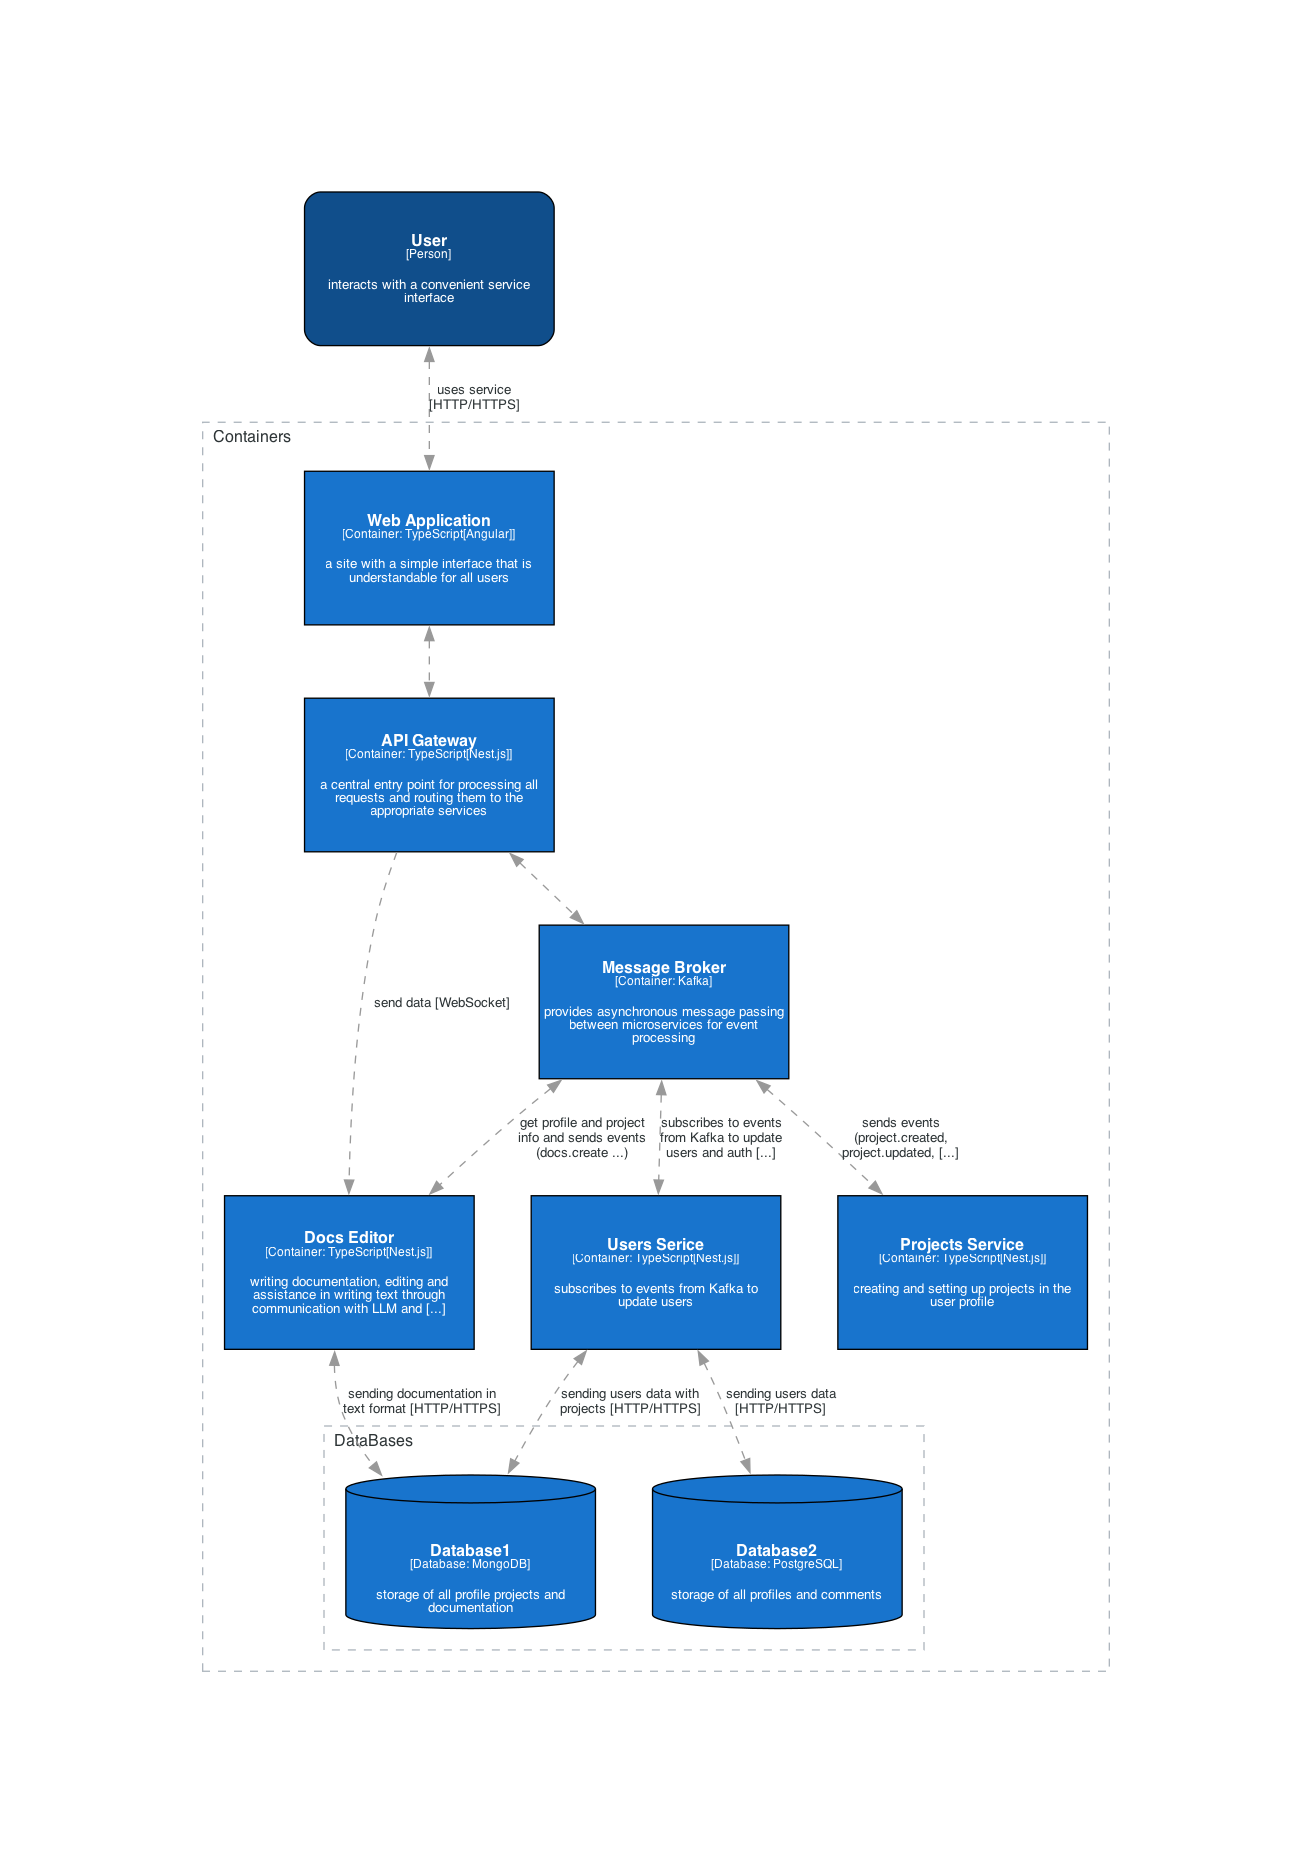 User
[Person]
interacts with a convenient service
interface
uses service
[HTTP/HTTPS]
Containers
Web Application
[Container: TypeScript[Angular]]
a site with a simple interface that is
understandable for all users
API Gateway
[Container: TypeScript[Nest.js]]
a central entry point for processing all
requests and routing them to the
appropriate services
Message Broker
[Container: Kafka]
provides asynchronous message passing
between microservices for event
processing
send data [WebSocket]
get profile and project
info and sends events
(docs.create ...)
subscribes to events
from Kafka to update
users and auth [...]
sends events
(project.created,
project.updated, [...]
Docs Editor
[Container: TypeScript[Nest.js]]
writing documentation, editing and
assistance in writing text through
communication with LLM and [...]
Users Serice
[Container: TypeScript[Nest.js]]
subscribes to events from Kafka to
update users
Projects Service
[Container: TypeScript[Nest.js]]
creating and setting up projects in the
user profile
sending documentation in
text format [HTTP/HTTPS]
sending users data with
projects [HTTP/HTTPS]
sending users data
[HTTP/HTTPS]
DataBases
Database1
[Database: MongoDB]
storage of all profile projects and
documentation
Database2
[Database: PostgreSQL]
storage of all profiles and comments